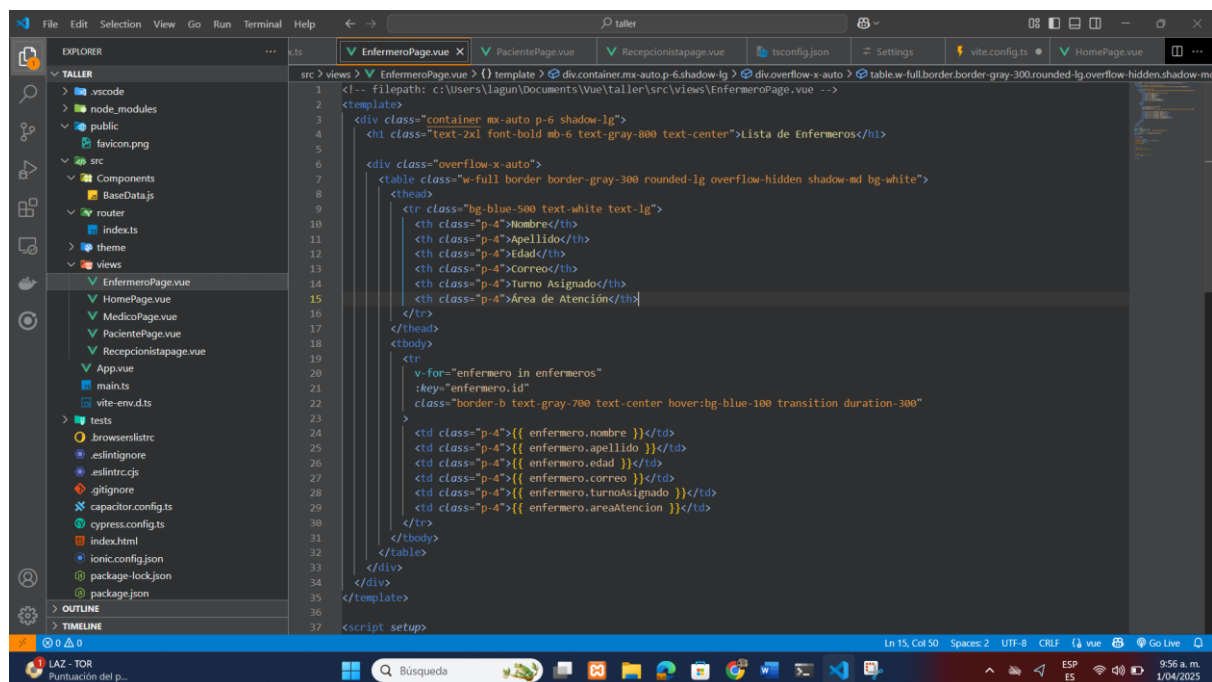 File Edit Selection View Go Run Terminal Help
taller
EXPLORER
x.ts
EnfermeroPage.vue
PacientePage.vue
Recepcionistapage.vue
tsconfig.json
Settings
vite.config.ts
HomePage.vue
src > views > EnfermeroPage.vue > {} template > div.container.mx-auto.p-6.shadow-lg > div.overflow-x-auto > table.w-full.border.border-gray-300.rounded-lg.overflow-hidden.shadow-m
TALLER
.vscode
node_modules
public
favicon.png
src
Components
BaseData.js
router
index.ts
theme
views
EnfermeroPage.vue
HomePage.vue
MedicoPage.vue
PacientePage.vue
Recepcionistapage.vue
App.vue
main.ts
vite-env.d.ts
tests
.browserslistrc
.eslintignore
.eslintrc.cjs
.gitignore
capacitor.config.ts
cypress.config.ts
index.html
ionic.config.json
package-lock.json
package.json
OUTLINE
TIMELINE
1 <!-- filepath: c:\Users\lagun\Documents\Vue\taller\src\views\EnfermeroPage.vue -->
2 <template>
3 <div class="container mx-auto p-6 shadow-lg">
4 <h1 class="text-2xl font-bold mb-6 text-gray-800 text-center">Lista de Enfermeros</h1>
5
6 <div class="overflow-x-auto">
7 <table class="w-full border border-gray-300 rounded-lg overflow-hidden shadow-md bg-white">
8 <thead>
9 <tr class="bg-blue-500 text-white text-lg">
10 <th class="p-4">Nombre</th>
11 <th class="p-4">Apellido</th>
12 <th class="p-4">Edad</th>
13 <th class="p-4">Correo</th>
14 <th class="p-4">Turno Asignado</th>
15 <th class="p-4">Área de Atención</th>
16 </tr>
17 </thead>
18 <tbody>
19 <tr
20 v-for="enfermero in enfermeros"
21 :key="enfermero.id"
22 class="border-b text-gray-700 text-center hover:bg-blue-100 transition duration-300"
23 >
24 <td class="p-4">{{ enfermero.nombre }}</td>
25 <td class="p-4">{{ enfermero.apellido }}</td>
26 <td class="p-4">{{ enfermero.edad }}</td>
27 <td class="p-4">{{ enfermero.correo }}</td>
28 <td class="p-4">{{ enfermero.turnoAsignado }}</td>
29 <td class="p-4">{{ enfermero.areaAtencion }}</td>
30 </tr>
31 </tbody>
32 </table>
33 </div>
34 </div>
35 </template>
36
37 <script setup>
0 0
Ln 15, Col 50 Spaces: 2 UTF-8 CRLF {} vue Go Live
LAZ - TOR
Puntuación del p...
Búsqueda
ESP
ES
9:56 a. m.
1/04/2025